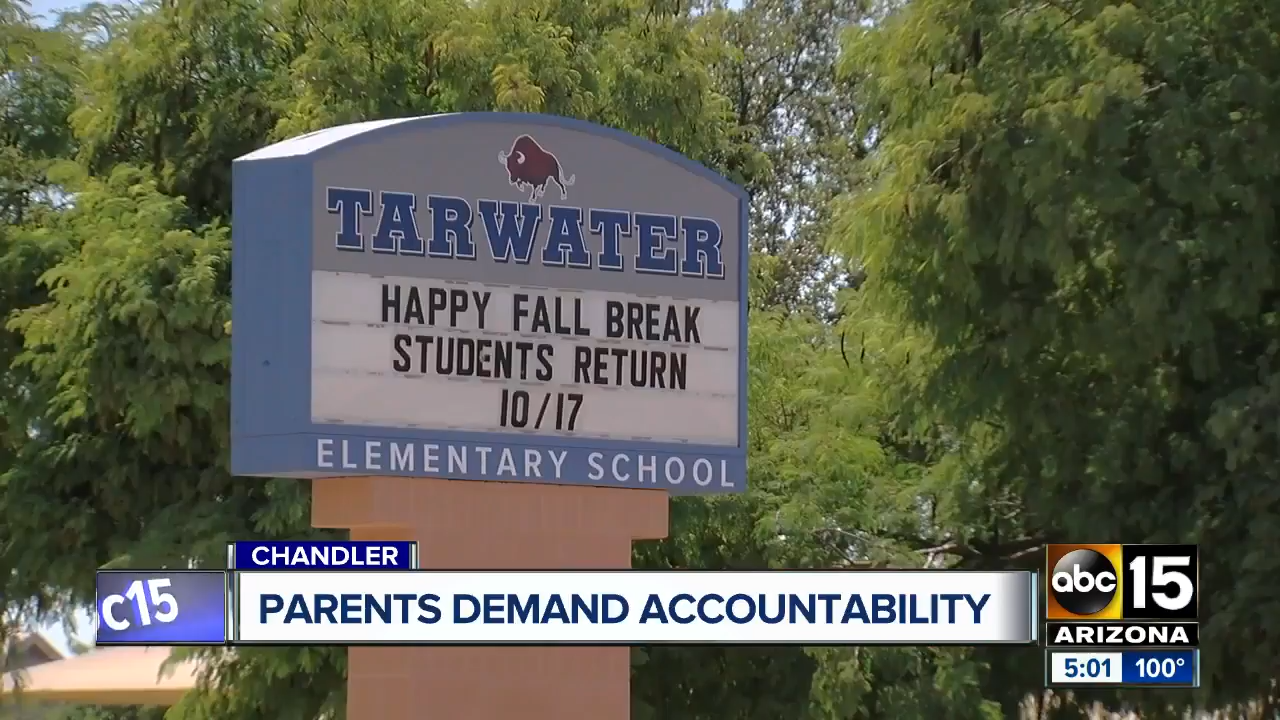 TARWATER
HAPPY FALL BREAK
STUDENTS RETURN
10/17
ELEMENTARY SCHOOL
CHANDLER
c15
PARENTS DEMAND ACCOUNTABILITY
abc 15
ARIZONA
5:01 100°